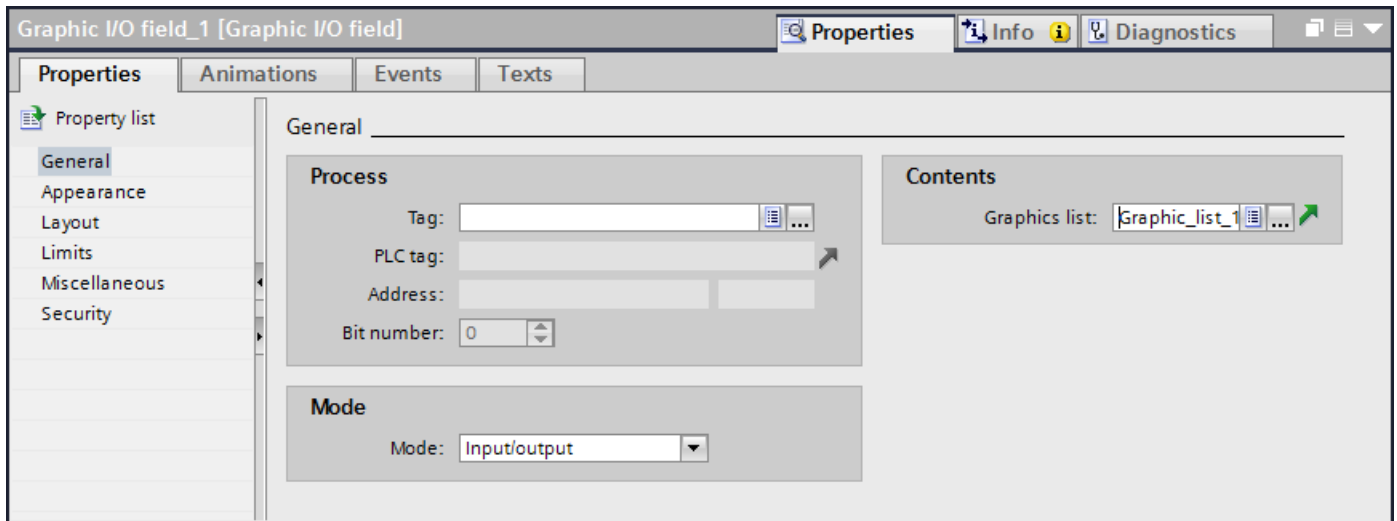 Graphic I/O field_1 [Graphic I/O field]
Properties
Info
Diagnostics
Properties
Animations
Events
Texts
Property list
General
Appearance
Layout
Limits
Miscellaneous
Security
General
Process
Tag:
...
PLC tag:
Address:
Bit number: 0
Mode
Mode: Input/output
Contents
Graphics list: Graphic_list_1 ...